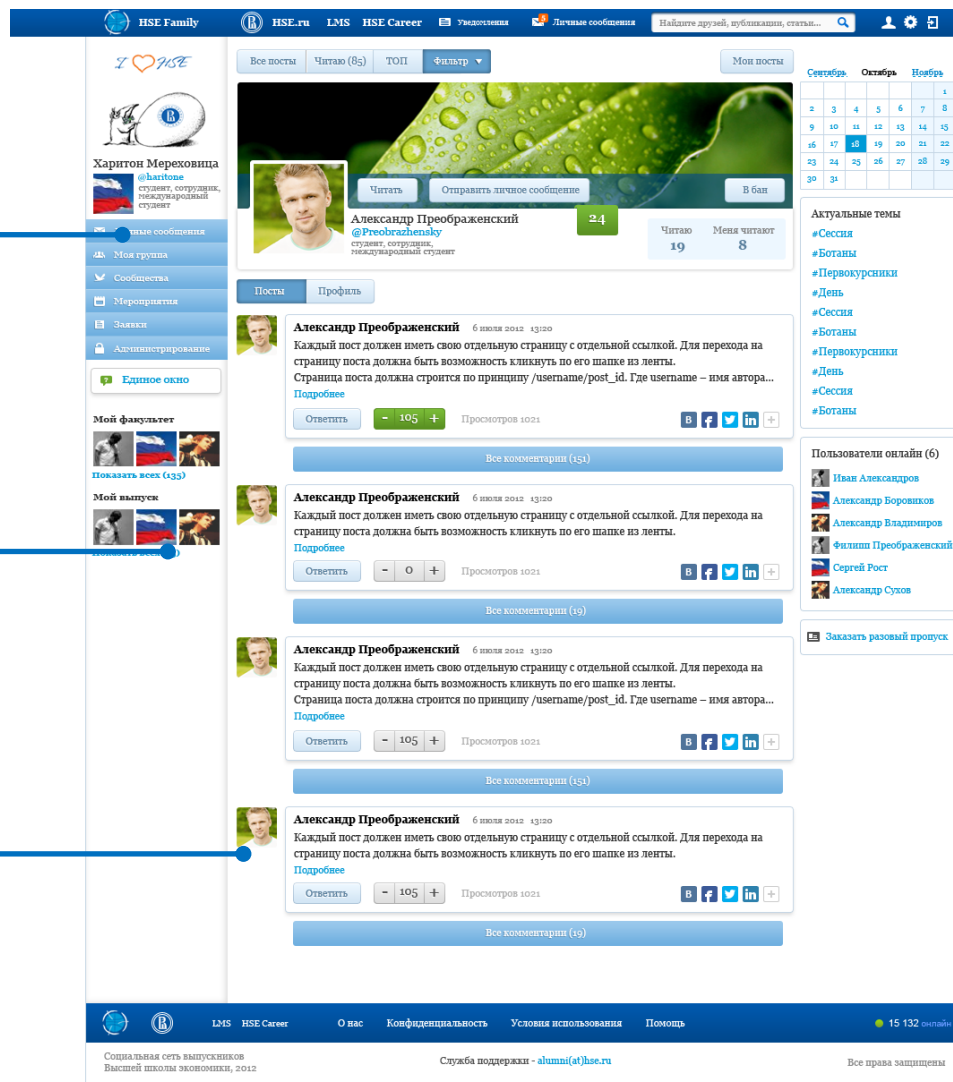 HSE Family
HSE.ru LMS HSE Career Уведомления 5 Личные сообщения Найдите друзей, публикации, статьи...
I HSE
Харитон Мереховица
@haritone
студент, сотрудник,
международный
студент
сообщения
Моя группа
Сообщества
Мероприятия
Заявки
Администрирование
Единое окно
Мой факультет
Показать всех (135)
Мой выпуск
Все посты Читаю (85) ТОП Фильтр Мои посты
Читать Отправить личное сообщение В бан
Александр Преображенский
@Preobrazhensky
студент, сотрудник,
международный студент
24
Читаю Меня читают
19 8
Посты Профиль
Александр Преображенский 6 июля 2012 13:20
Каждый пост должен иметь свою отдельную страницу с отдельной ссылкой. Для перехода на
страницу поста должна быть возможность кликнуть по его шапке из ленты.
Страница поста должна строится по принципу /username/post_id. Где username – имя автора...
Подробнее
Ответить - 105 + Просмотров 1021 В f in +
Все комментарии (151)
Александр Преображенский 6 июля 2012 13:20
Каждый пост должен иметь свою отдельную страницу с отдельной ссылкой. Для перехода на
страницу поста должна быть возможность кликнуть по его шапке из ленты.
Подробнее
Ответить - 0 + Просмотров 1021 В f in +
Все комментарии (19)
Александр Преображенский 6 июля 2012 13:20
Каждый пост должен иметь свою отдельную страницу с отдельной ссылкой. Для перехода на
страницу поста должна быть возможность кликнуть по его шапке из ленты.
Страница поста должна строится по принципу /username/post_id. Где username – имя автора...
Подробнее
Ответить - 105 + Просмотров 1021 В f in +
Все комментарии (151)
Александр Преображенский 6 июля 2012 13:20
Каждый пост должен иметь свою отдельную страницу с отдельной ссылкой. Для перехода на
страницу поста должна быть возможность кликнуть по его шапке из ленты.
Подробнее
Ответить - 105 + Просмотров 1021 В f in +
Все комментарии (19)
Сентябрь Октябрь Ноябрь
1
2 3 4 5 6 7 8
9 10 11 12 13 14 15
16 17 18 19 20 21 22
23 24 25 26 27 28 29
30 31
Актуальные темы
#Сессия
#Ботаны
#Первокурсники
#День
#Сессия
#Ботаны
#Первокурсники
#День
#Сессия
#Ботаны
Пользователи онлайн (6)
Иван Александров
Александр Боровиков
Александр Владимиров
Филипп Преображенский
Сергей Рост
Александр Сухов
Заказать разовый пропуск
LMS HSE Career О нас Конфиденциальность Условия использования Помощь 15 132 онлайн
Социальная сеть выпускников
Высшей школы экономики, 2012
Служба поддержки - alumni(at)hse.ru
Все права защищены